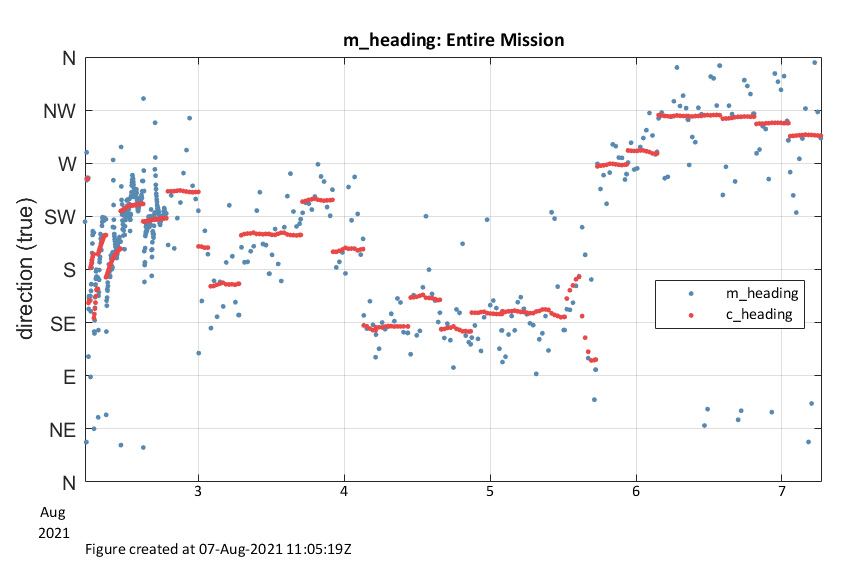 m_heading: Entire Mission
direction (true)
N
NW
W
SW
S
SE
E
NE
N
m_heading
c_heading
3
4
5
6
7
Aug
2021
Figure created at 07-Aug-2021 11:05:19Z